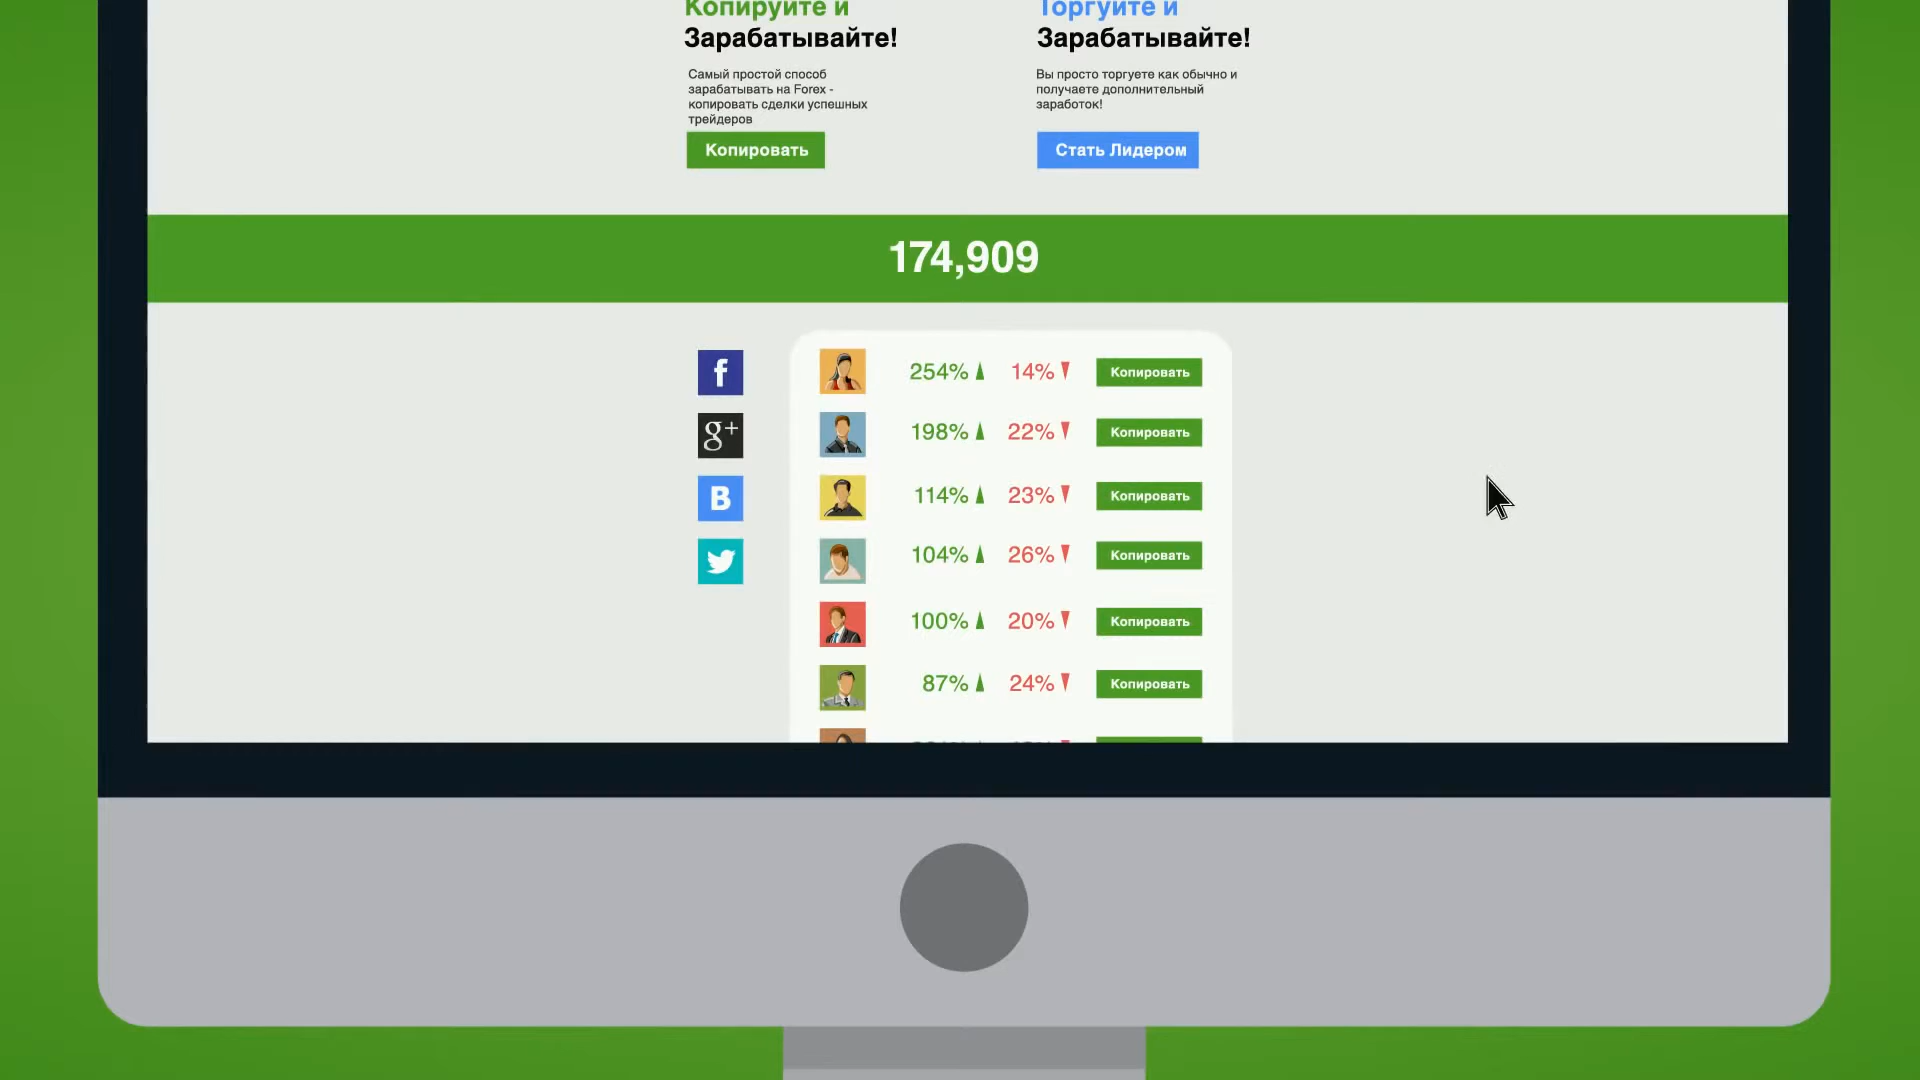 Копируйте и
Зарабатывайте!
Самый простой способ
зарабатывать на Forex -
копировать сделки успешных
трейдеров
Копировать
Торгуйте и
Зарабатывайте!
Вы просто торгуете как обычно и
получаете дополнительный
заработок!
Стать Лидером
174,909
f
g+
B
254% 14% Копировать
198% 22% Копировать
114% 23% Копировать
104% 26% Копировать
100% 20% Копировать
87% 24% Копировать